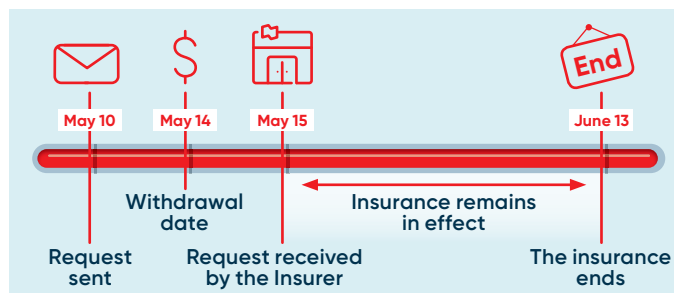 End
May 10
May 14
May 15
June 13
Withdrawal
date
Insurance remains
in effect
Request
sent
Request received
by the Insurer
The insurance
ends